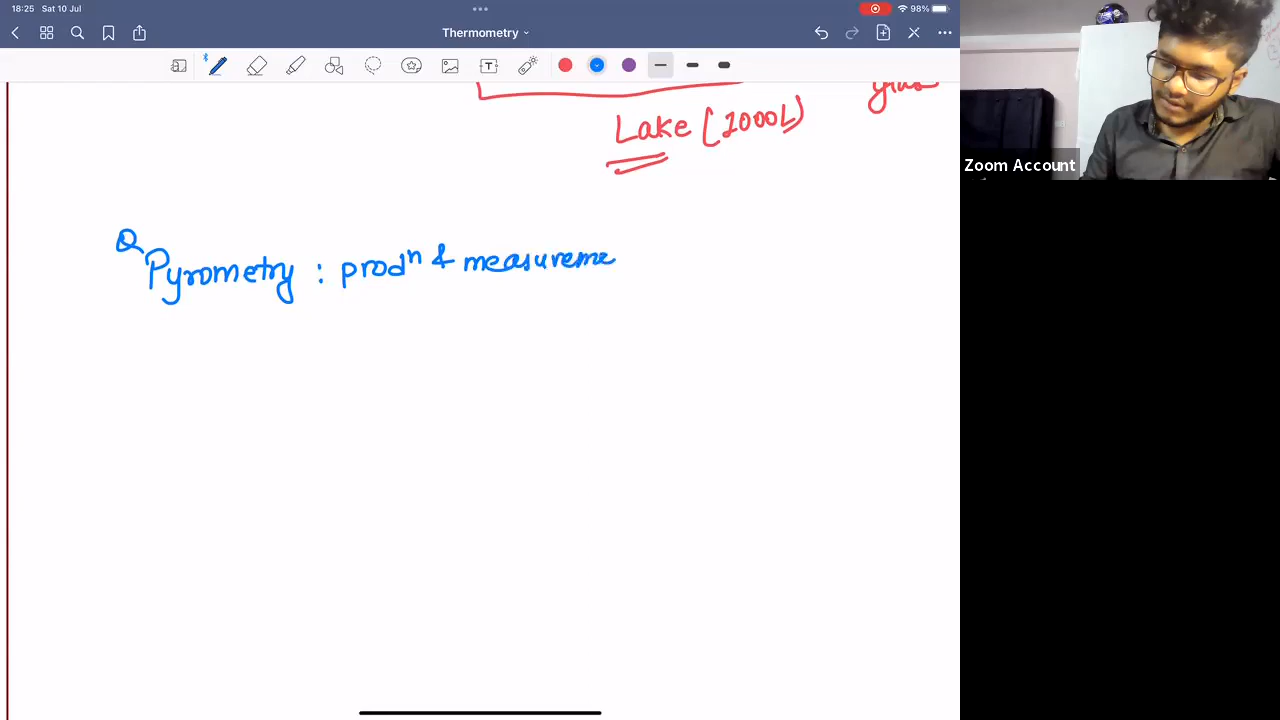 18:25 Sat 10 Jul
98%
Thermometry
Lake (1000L)
Q
Pyrometry : prodⁿ & measureme
Zoom Account